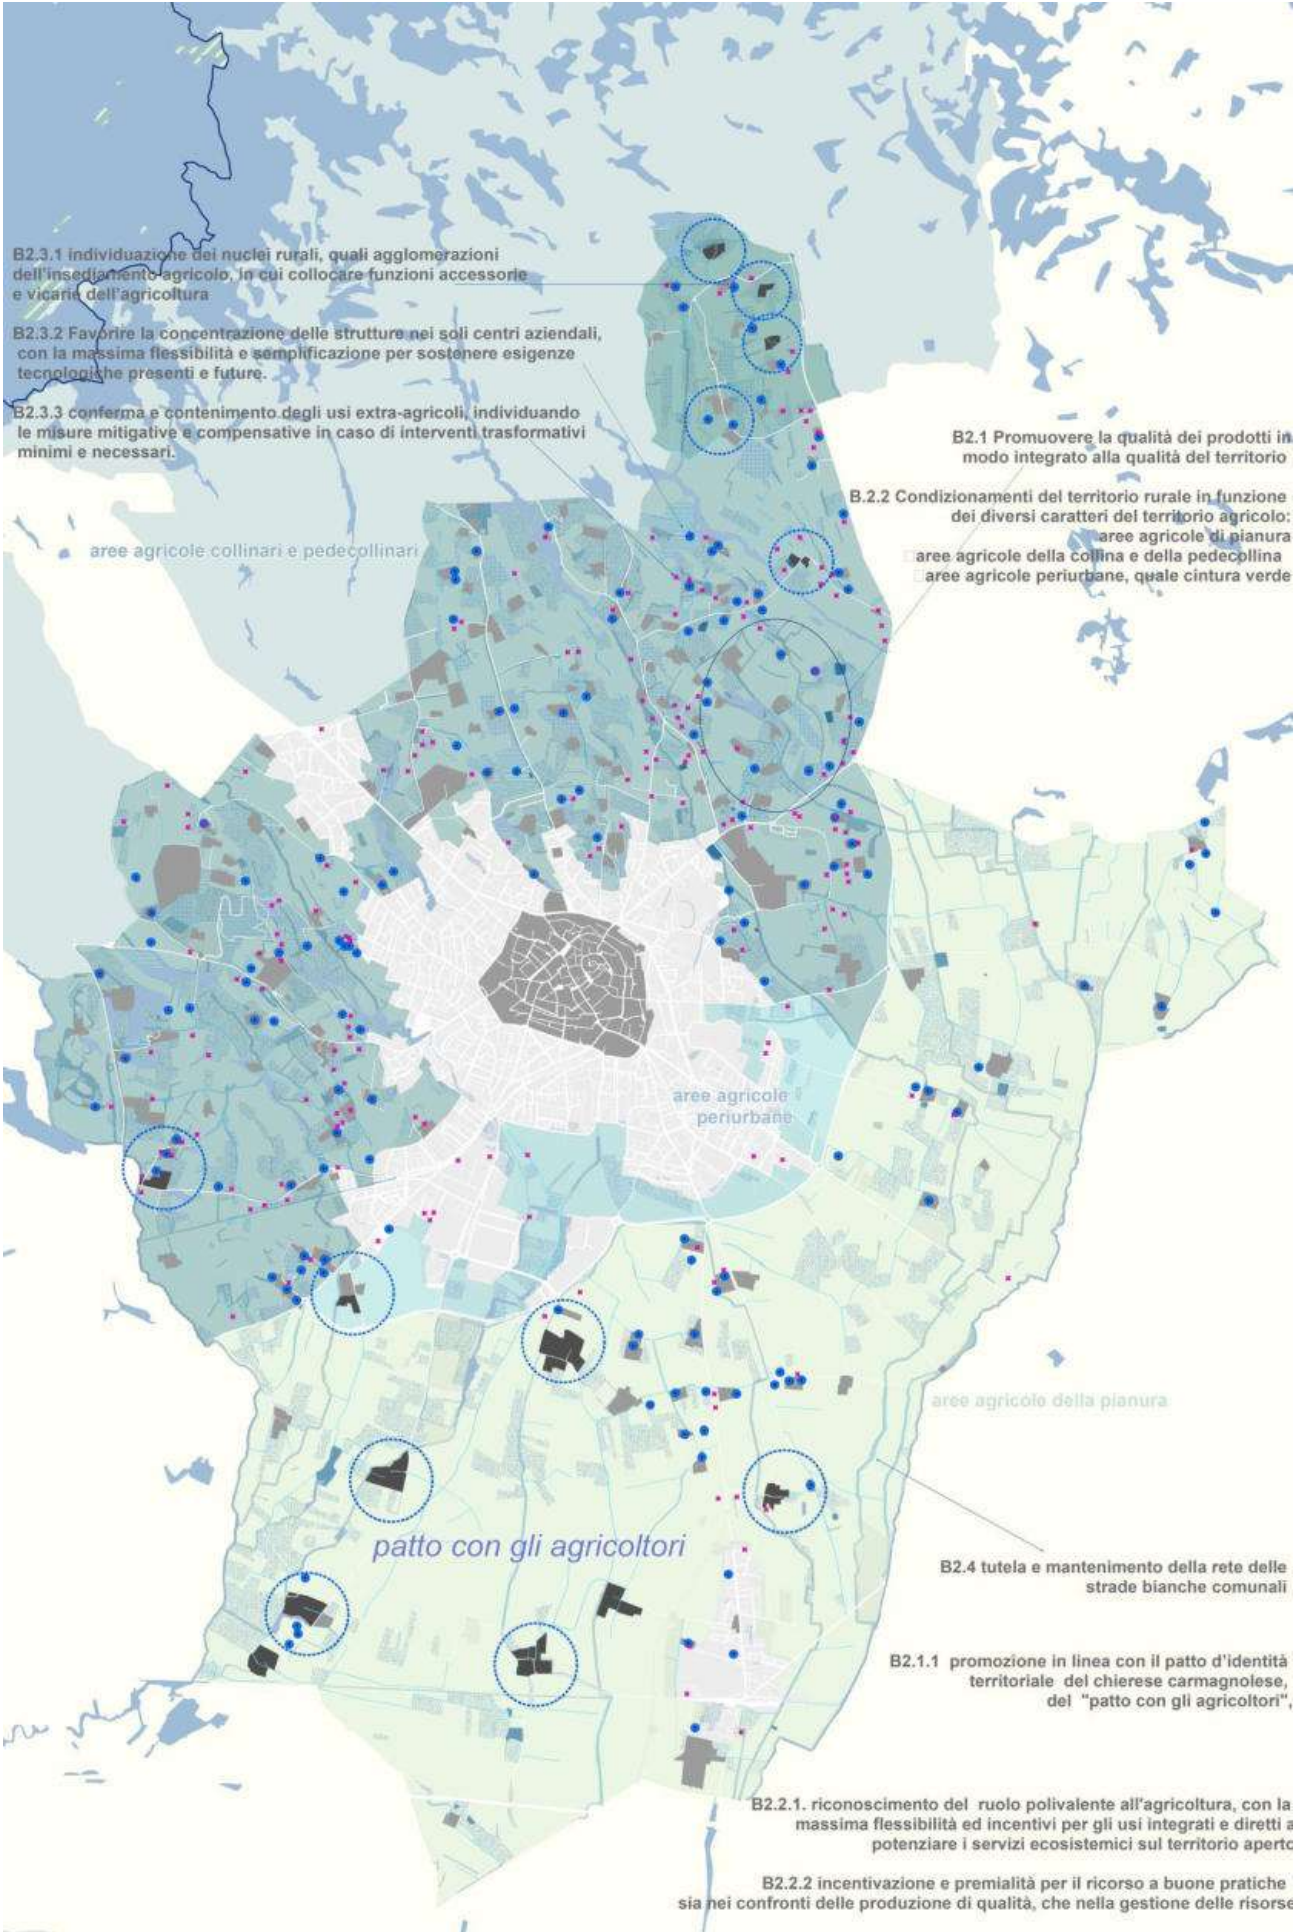 B2.3.1 individuazione dei nuclei rurali, quali agglomerazioni
dell'insediamento agricolo, in cui collocare funzioni accessorie
e vicarie dell'agricoltura
B2.3.2 Favorire la concentrazione delle strutture nei soli centri aziendali,
con la massima flessibilità e semplificazione per sostenere esigenze
tecnologiche presenti e future.
B2.3.3 conferma e contenimento degli usi extra-agricoli, individuando
le misure mitigative e compensative in caso di interventi trasformativi
minimi e necessari.
B2.1 Promuovere la qualità dei prodotti in
modo integrato alla qualità del territorio
B.2.2 Condizionamenti del territorio rurale in funzione
dei diversi caratteri del territorio agricolo:
aree agricole di pianura
aree agricole della collina e della pedecollina
aree agricole periurbane, quale cintura verde
aree agricole collinari e pedecollinari
aree agricole
periurbane
aree agricole della pianura
patto con gli agricoltori
B2.4 tutela e mantenimento della rete delle
strade bianche comunali
B2.1.1 promozione in linea con il patto d'identità
territoriale del chierese carmagnolese,
del "patto con gli agricoltori",
B2.2.1. riconoscimento del ruolo polivalente all'agricoltura, con la
massima flessibilità ed incentivi per gli usi integrati e diretti a
potenziare i servizi ecosistemici sul territorio aperto
B2.2.2 incentivazione e premialità per il ricorso a buone pratiche
sia nei confronti delle produzione di qualità, che nella gestione delle risorse